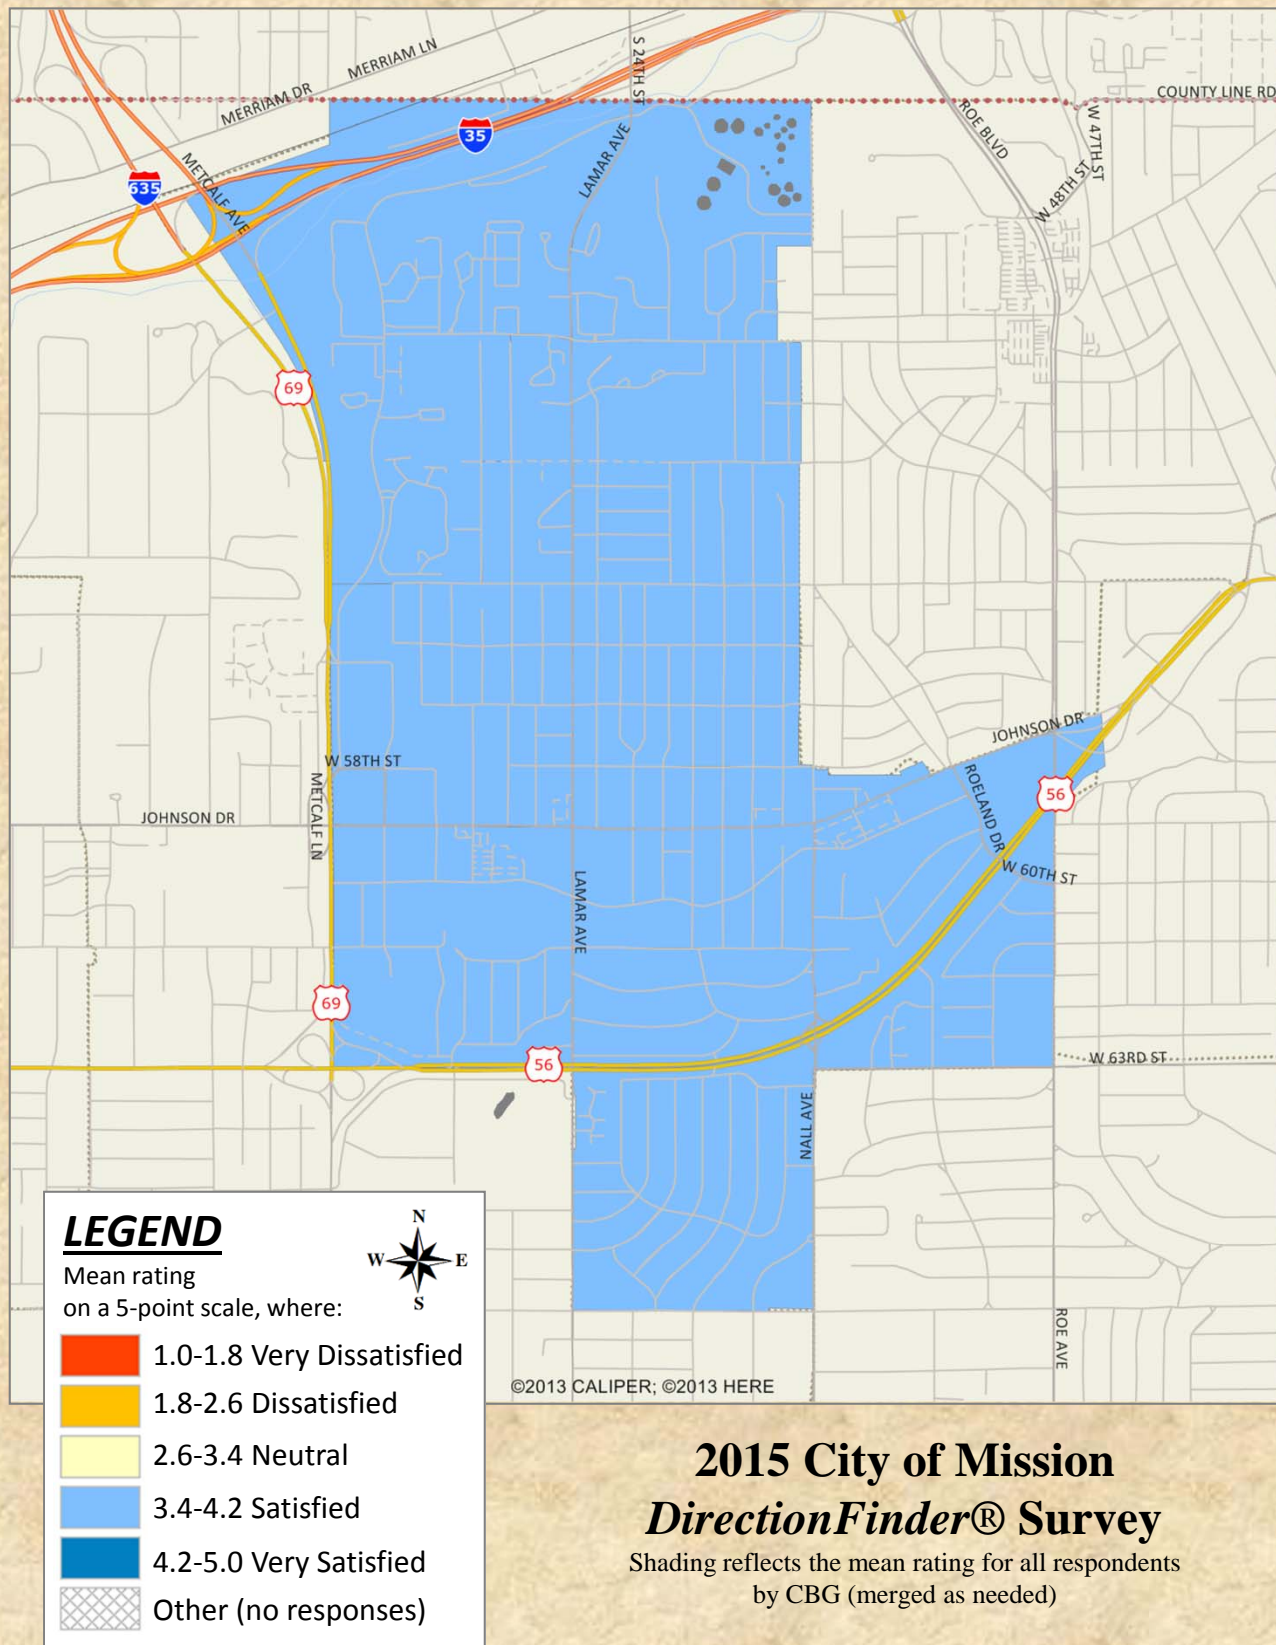 MERRIAM LN
S 24TH ST
COUNTY LINE RD
MERRIAM DR
ROE BLVD
W 47TH ST
35
LAMAR AVE
METCALF AVE
635
W 48TH ST
69
JOHNSON DR
W 58TH ST
ROELAND DR
56
METCALF LN
JOHNSON DR
W 60TH ST
LAMAR AVE
69
56
W 63RD ST
NALL AVE
ROE AVE
©2013 CALIPER; ©2013 HERE
LEGEND
N
W E
S
Mean rating
on a 5-point scale, where:
1.0-1.8 Very Dissatisfied
1.8-2.6 Dissatisfied
2.6-3.4 Neutral
3.4-4.2 Satisfied
4.2-5.0 Very Satisfied
Other (no responses)
2015 City of Mission
DirectionFinder® Survey
Shading reflects the mean rating for all respondents
by CBG (merged as needed)